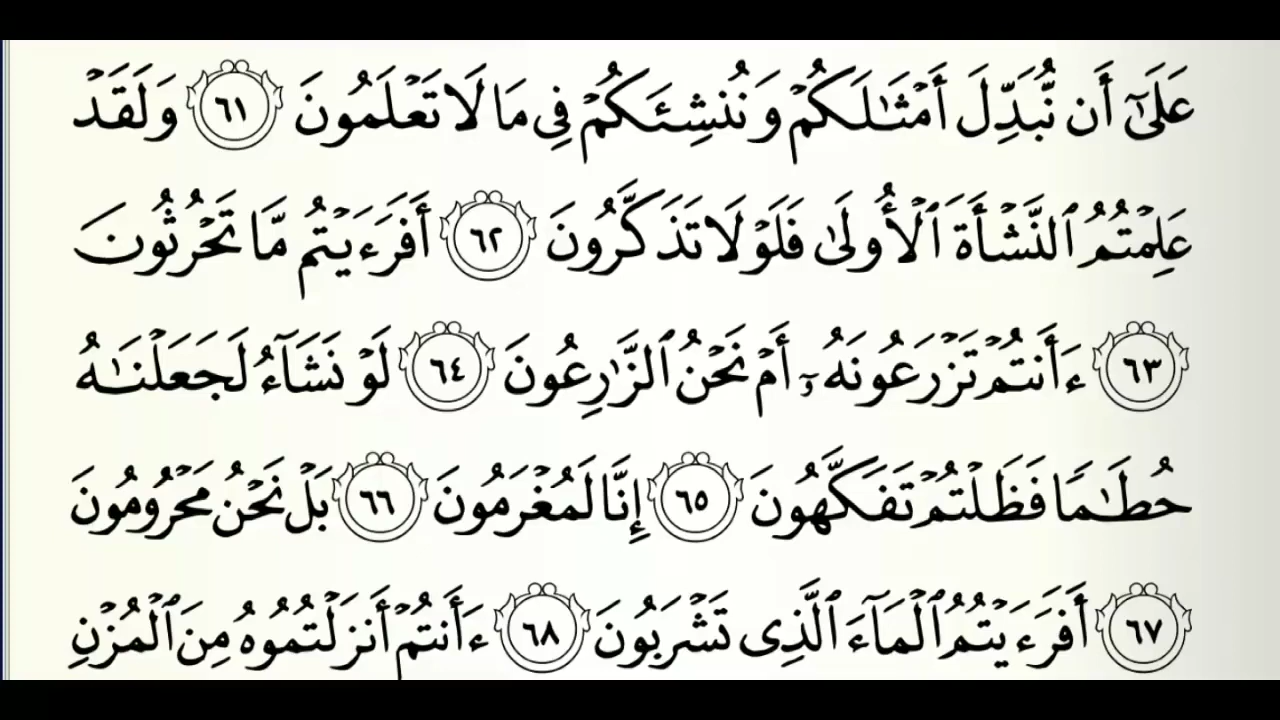 عَلَىٰٓ أَن نُّبَدِّلَ أَمْثَـٰلَكُمْ وَنُنشِئَكُمْ فِى مَا لَا تَعْلَمُونَ ٦١ وَلَقَدْ
عَلِمْتُمُ ٱلنَّشْأَةَ ٱلْأُولَىٰ فَلَوْلَا تَذَكَّرُونَ ٦٢ أَفَرَءَيْتُم مَّا تَحْرُثُونَ
٦٣ ءَأَنتُمْ تَزْرَعُونَهُۥٓ أَمْ نَحْنُ ٱلزَّٰرِعُونَ ٦٤ لَوْ نَشَآءُ لَجَعَلْنَـٰهُ
حُطَـٰمًا فَظَلْتُمْ تَفَكَّهُونَ ٦٥ إِنَّا لَمُغْرَمُونَ ٦٦ بَلْ نَحْنُ مَحْرُومُونَ
٦٧ أَفَرَءَيْتُمُ ٱلْمَآءَ ٱلَّذِى تَشْرَبُونَ ٦٨ ءَأَنتُمْ أَنزَلْتُمُوهُ مِنَ ٱلْمُزْنِ